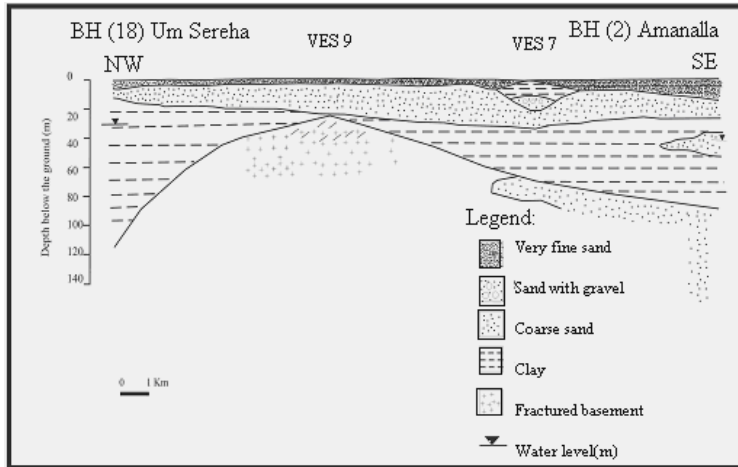 BH (18) Um Sereha
VES 9
VES 7
BH (2) Amanalla
NW
SE
Depth below the ground (m)
0
20
40
60
80
100
120
140
Legend:
Very fine sand
Sand with gravel
Coarse sand
Clay
Fractured basement
Water level(m)
0 1 Km